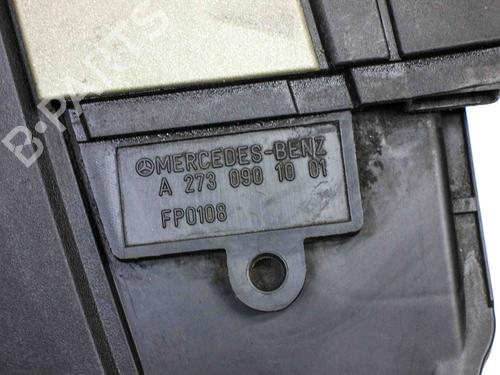 B-PARTS
MERCEDES-BENZ
A 273 090 10 01
FP0108